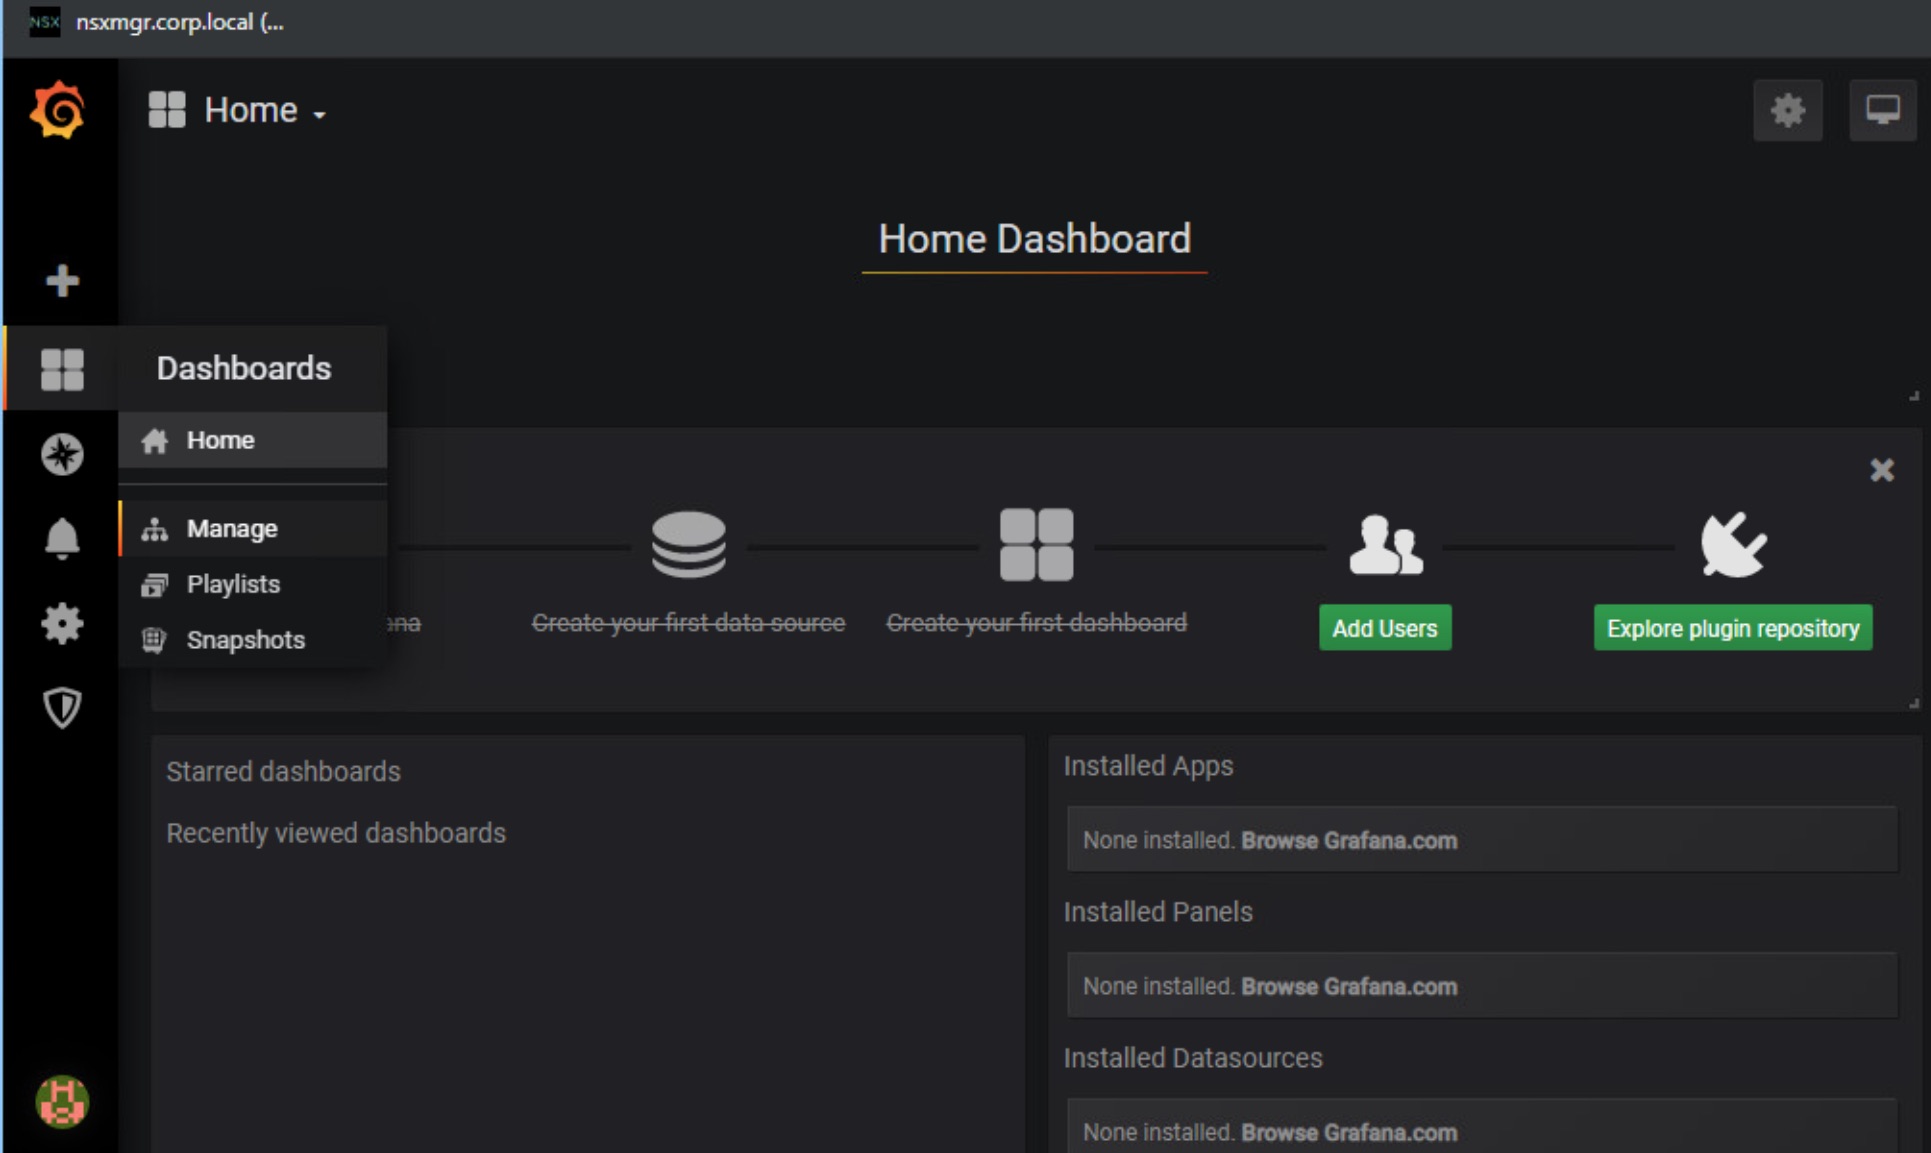 NSX nsxmgr.corp.local (...
Home
Home Dashboard
Dashboards
Home
Manage
Playlists
Snapshots
ana
Create your first data source
Create your first dashboard
Add Users
Explore plugin repository
Starred dashboards
Recently viewed dashboards
Installed Apps
None installed. Browse Grafana.com
Installed Panels
None installed. Browse Grafana.com
Installed Datasources
None installed. Browse Grafana.com